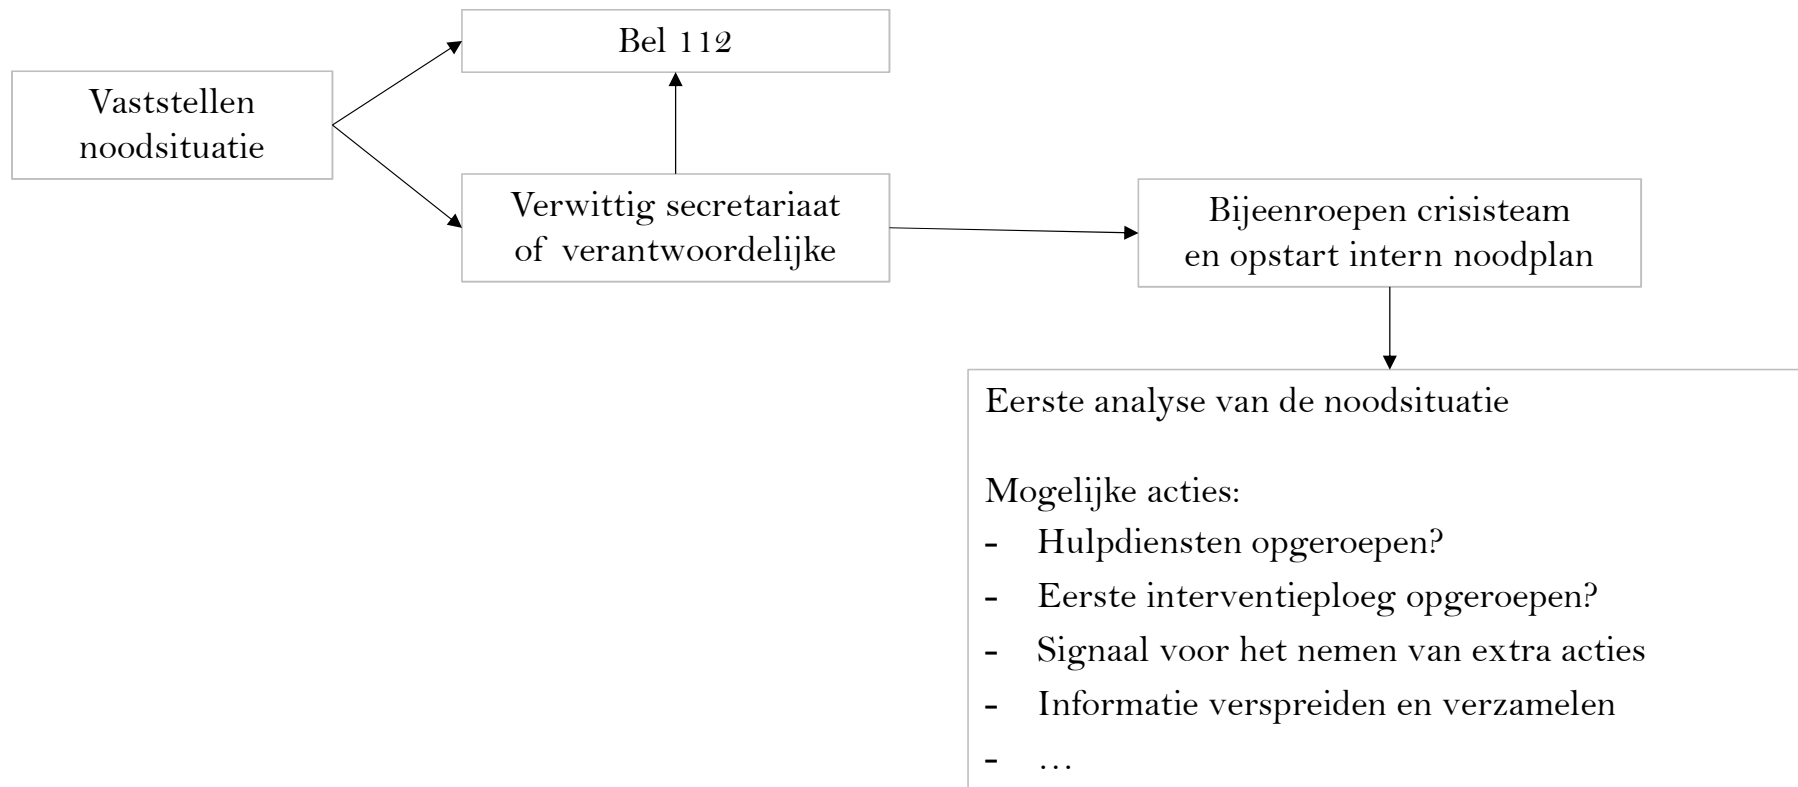 Bel 112
Vaststellen
noodsituatie
Verwittig secretariaat
of verantwoordelijke
Bijeenroepen crisisteam
en opstart intern noodplan
Eerste analyse van de noodsituatie
Mogelijke acties:
- Hulpdiensten opgeroepen?
- Eerste interventieploeg opgeroepen?
- Signaal voor het nemen van extra acties
- Informatie verspreiden en verzamelen
- …